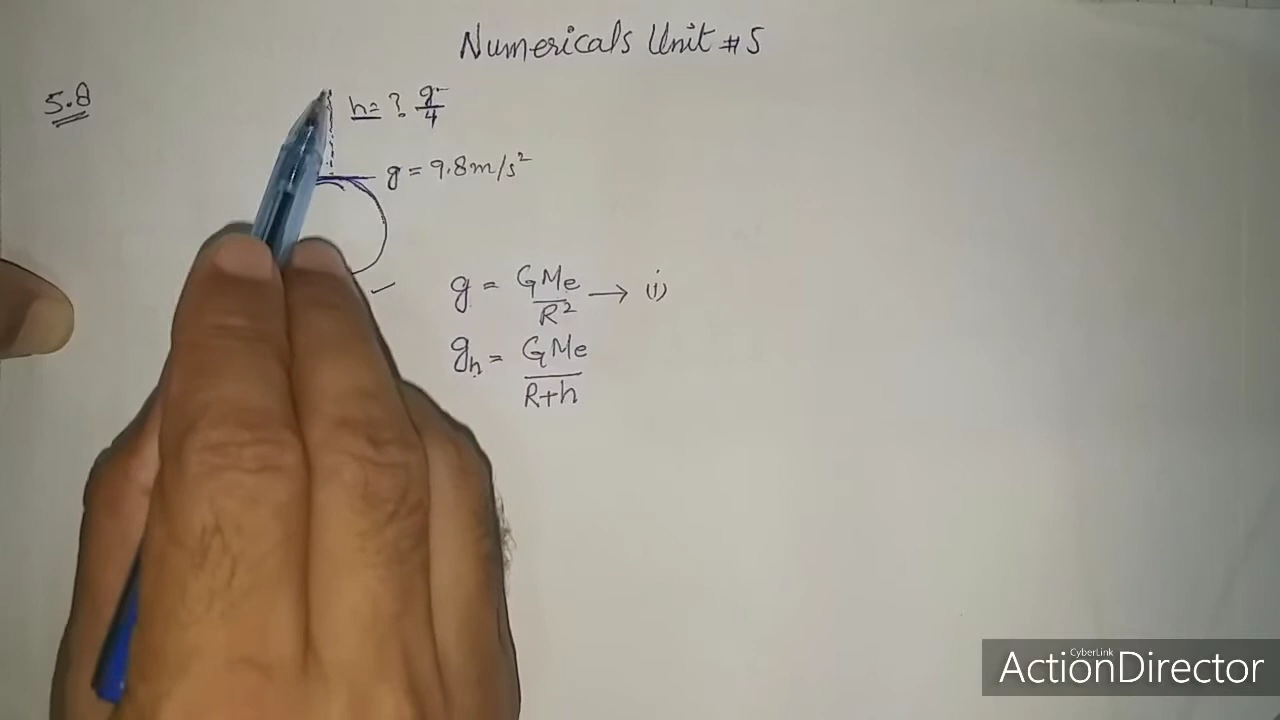 Numericals Unit #5
5.8
h = ? g/4
g = 9.8 m/s²
g = GMe/R² → (i)
gh = GMe/R+h
CyberLink
ActionDirector